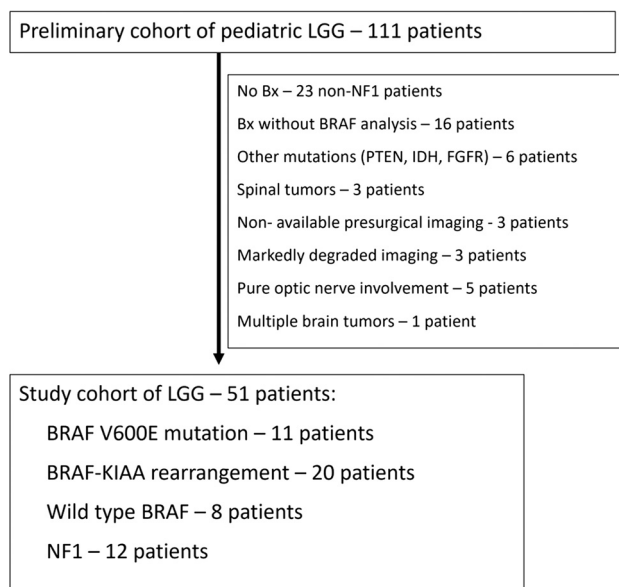 Preliminary cohort of pediatric LGG – 111 patients
No Bx – 23 non-NF1 patients
Bx without BRAF analysis – 16 patients
Other mutations (PTEN, IDH, FGFR) – 6 patients
Spinal tumors – 3 patients
Non- available presurgical imaging - 3 patients
Markedly degraded imaging – 3 patients
Pure optic nerve involvement – 5 patients
Multiple brain tumors – 1 patient
Study cohort of LGG – 51 patients:
BRAF V600E mutation – 11 patients
BRAF-KIAA rearrangement – 20 patients
Wild type BRAF – 8 patients
NF1 – 12 patients